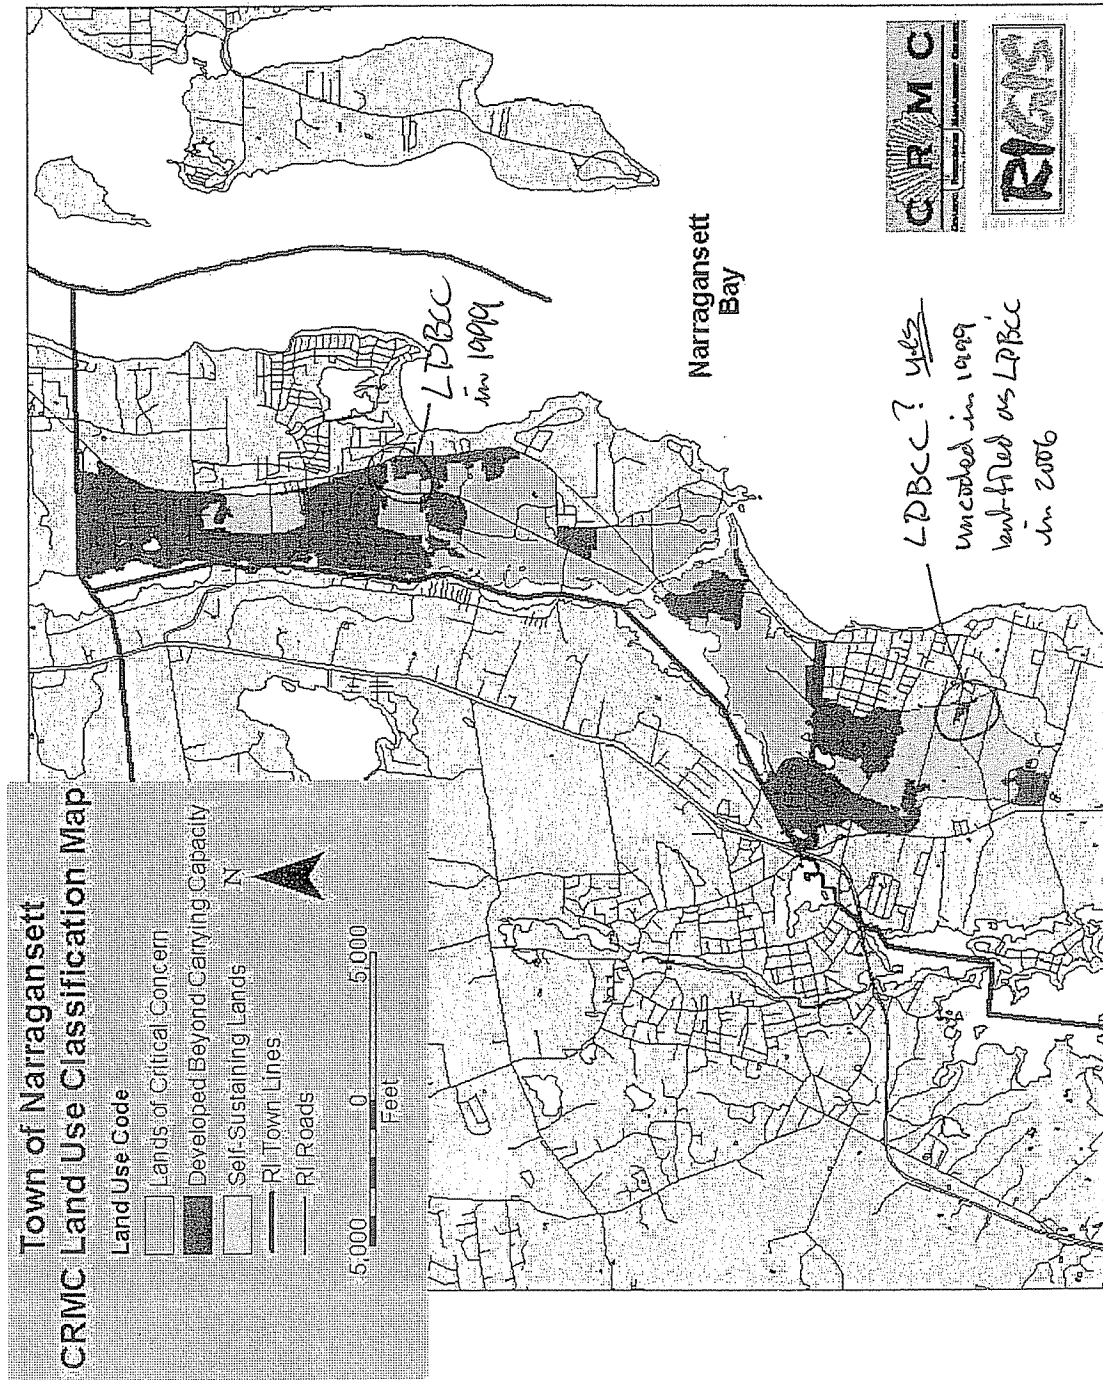 Town of Narragansett
CRMC Land Use Classification Map
Land Use Code
Lands of Critical Concern
Developed Beyond Carrying Capacity
Self-Sustaining Lands
RI Town Lines
RI Roads
N
5,000 0 5,000
Feet
LDBCC
in 1999
Narragansett
Bay
LDBCC? yes
uncoded in 1999
identified as LDBCC
in 2006
C R M C
RIGIS